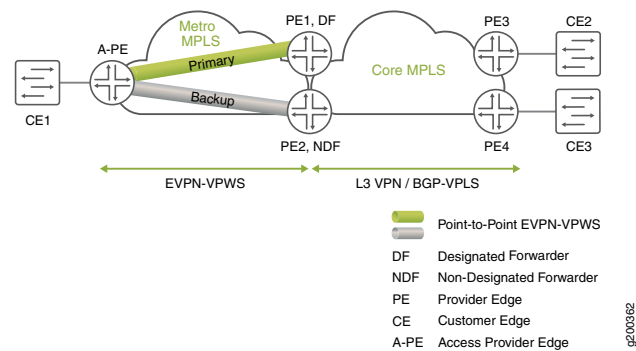 Metro
MPLS
PE1, DF
PE3
CE2
A-PE
Primary
Core MPLS
Backup
CE1
PE2, NDF
PE4
CE3
EVPN-VPWS
L3 VPN / BGP-VPLS
Point-to-Point EVPN-VPWS
DF Designated Forwarder
NDF Non-Designated Forwarder
PE Provider Edge
CE Customer Edge
A-PE Access Provider Edge
g200362